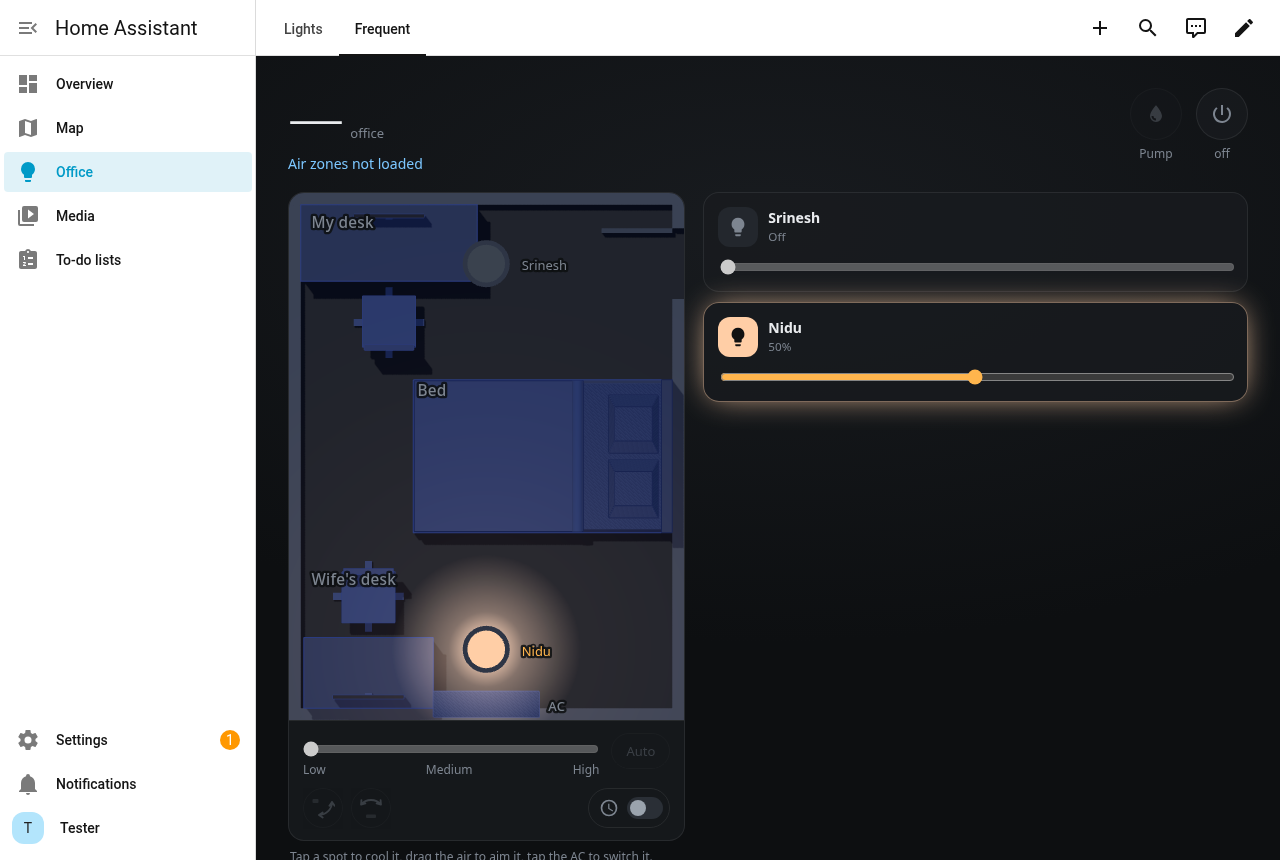 Home Assistant
Lights
Frequent
Overview
Map
Office
Media
To-do lists
Settings
1
Notifications
T
Tester
office
Air zones not loaded
Pump
off
My desk
Srinesh
Bed
Wife's desk
Nidu
AC
Low
Medium
High
Auto
Tap a spot to cool it, drag the air to aim it, tap the AC to switch it.
Srinesh
Off
Nidu
50%